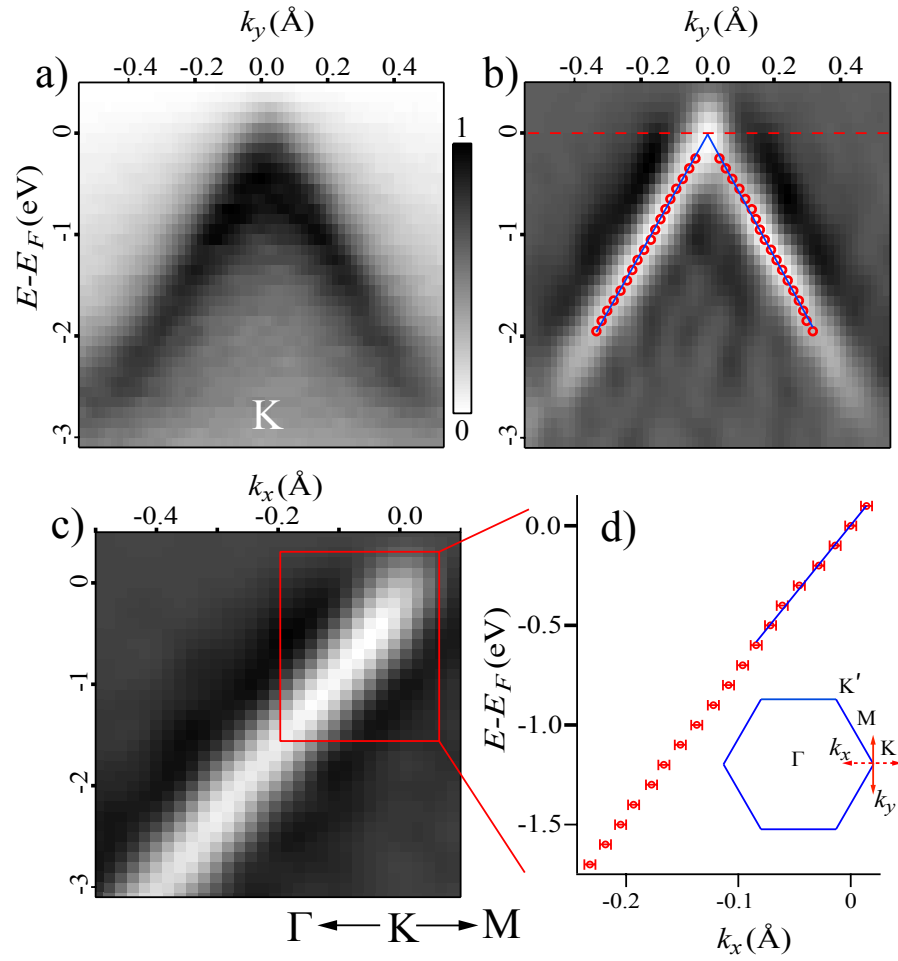 a)
k_y (Å)
-0.4 -0.2 0.0 0.2 0.4
E-E_F (eV)
0
-1
-2
-3
K
1
0
b)
k_y (Å)
-0.4 -0.2 0.0 0.2 0.4
0
-1
-2
-3
c)
k_x (Å)
-0.4 -0.2 0.0
E-E_F (eV)
0
-1
-2
-3
Γ K M
d)
E-E_F (eV)
0.0
-0.5
-1.0
-1.5
K'
M
K
Γ
k_x
k_y
-0.2 -0.1 0
k_x (Å)